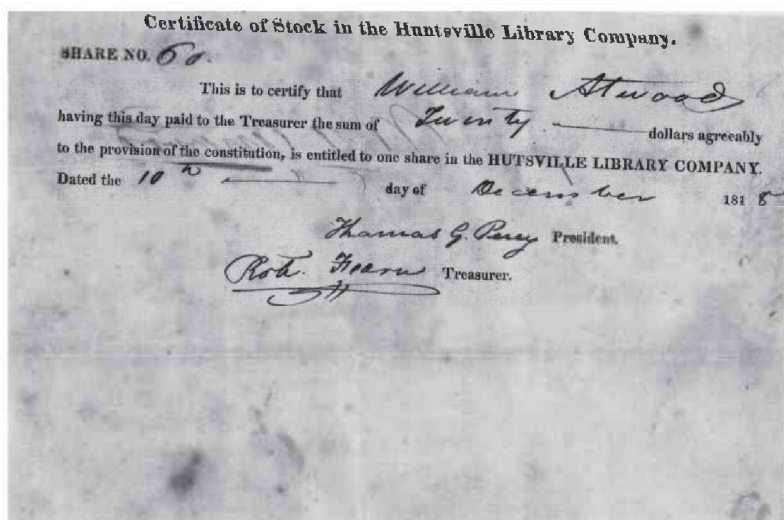 Certificate of Stock in the Huntsville Library Company.
SHARE NO. 60.
This is to certify that William Atwood
having this day paid to the Treasurer the sum of Twenty dollars agreeably
to the provision of the constitution, is entitled to one share in the HUTSVILLE LIBRARY COMPANY.
Dated the 10th day of December 1818
Thomas G. Percy President.
Rob. Fearn Treasurer.